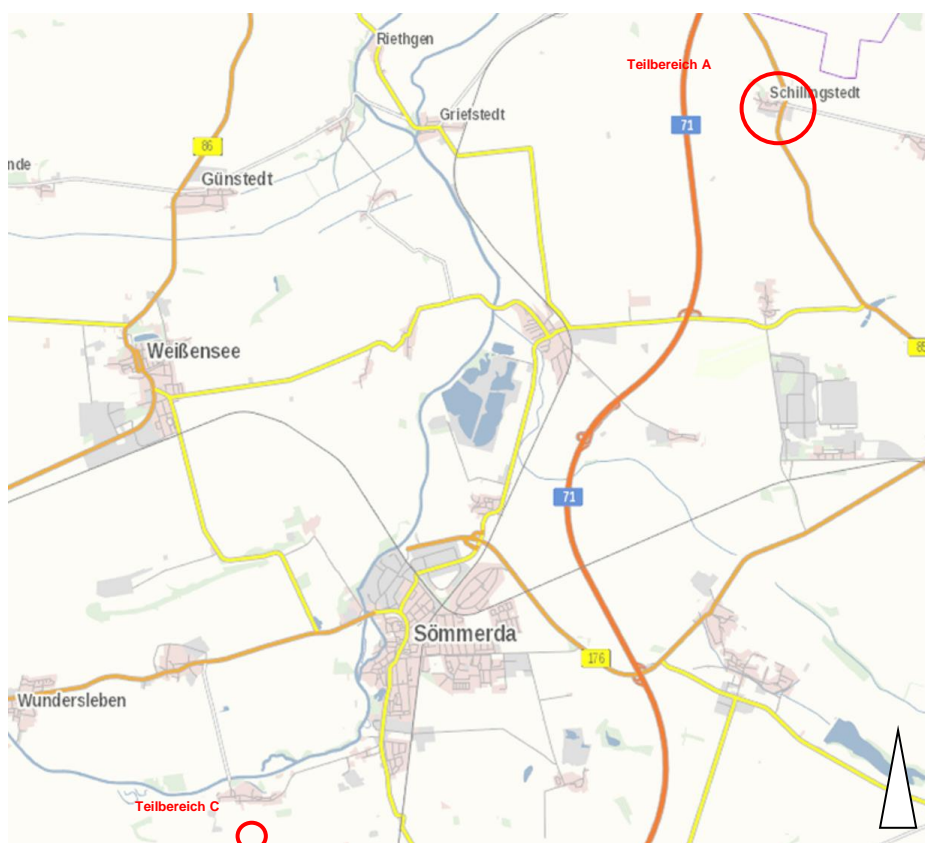 Riethgen
Teilbereich A
Schillingstedt
Griefstedt
71
86
nde
Günstedt
Weißensee
85
71
Sömmerda
176
Wundersleben
Teilbereich C